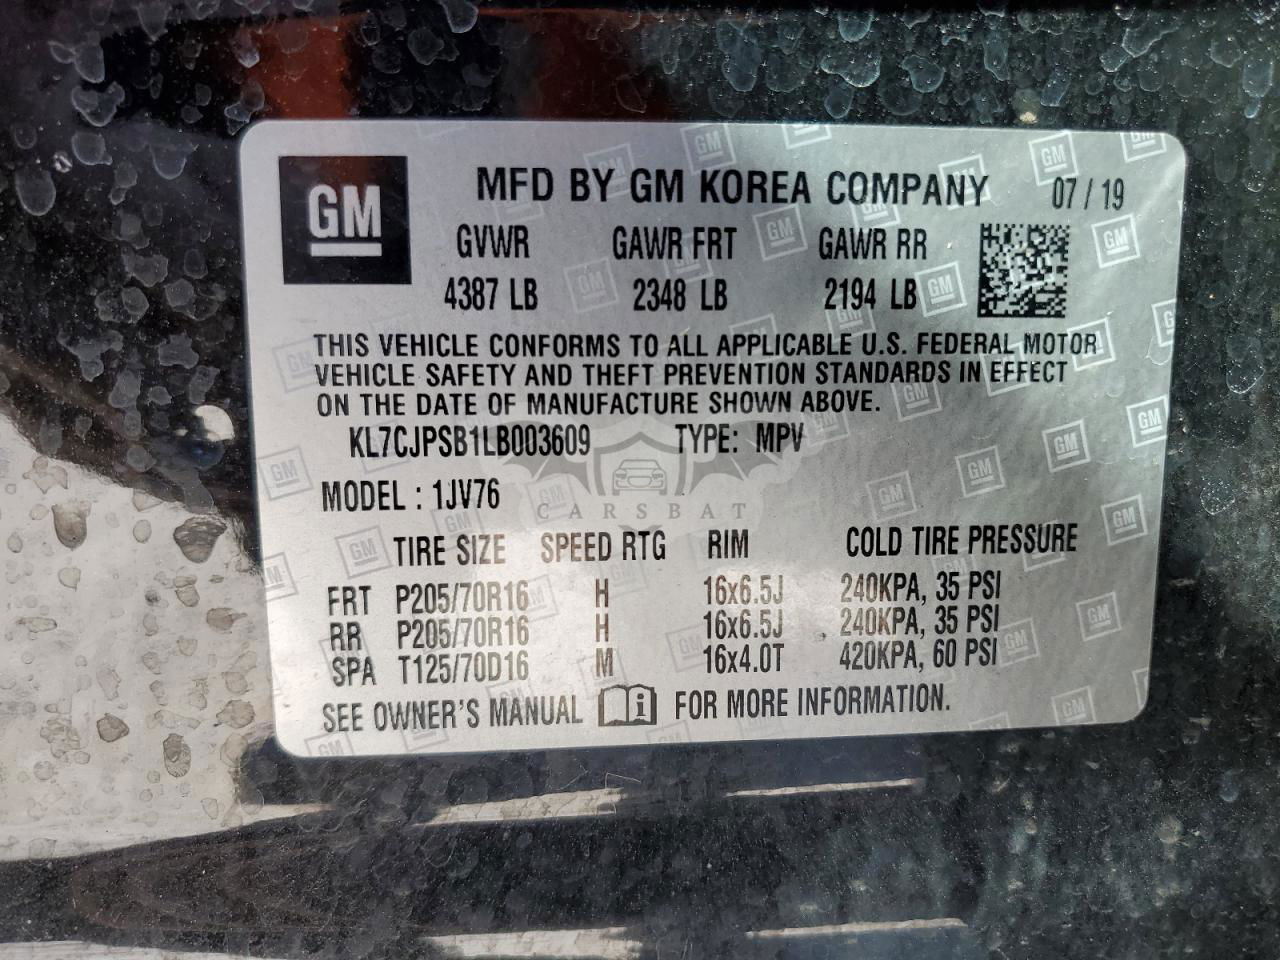 GM
MFD BY GM KOREA COMPANY 07 / 19
GVWR GAWR FRT GAWR RR
4387 LB 2348 LB 2194 LB
THIS VEHICLE CONFORMS TO ALL APPLICABLE U.S. FEDERAL MOTOR
VEHICLE SAFETY AND THEFT PREVENTION STANDARDS IN EFFECT
ON THE DATE OF MANUFACTURE SHOWN ABOVE.
KL7CJPSB1LB003609 TYPE: MPV
MODEL : 1JV76
CARSBAT
TIRE SIZE SPEED RTG RIM COLD TIRE PRESSURE
FRT P205/70R16 H 16x6.5J 240KPA, 35 PSI
RR P205/70R16 H 16x6.5J 240KPA, 35 PSI
SPA T125/70D16 M 16x4.0T 420KPA, 60 PSI
SEE OWNER'S MANUAL i FOR MORE INFORMATION.